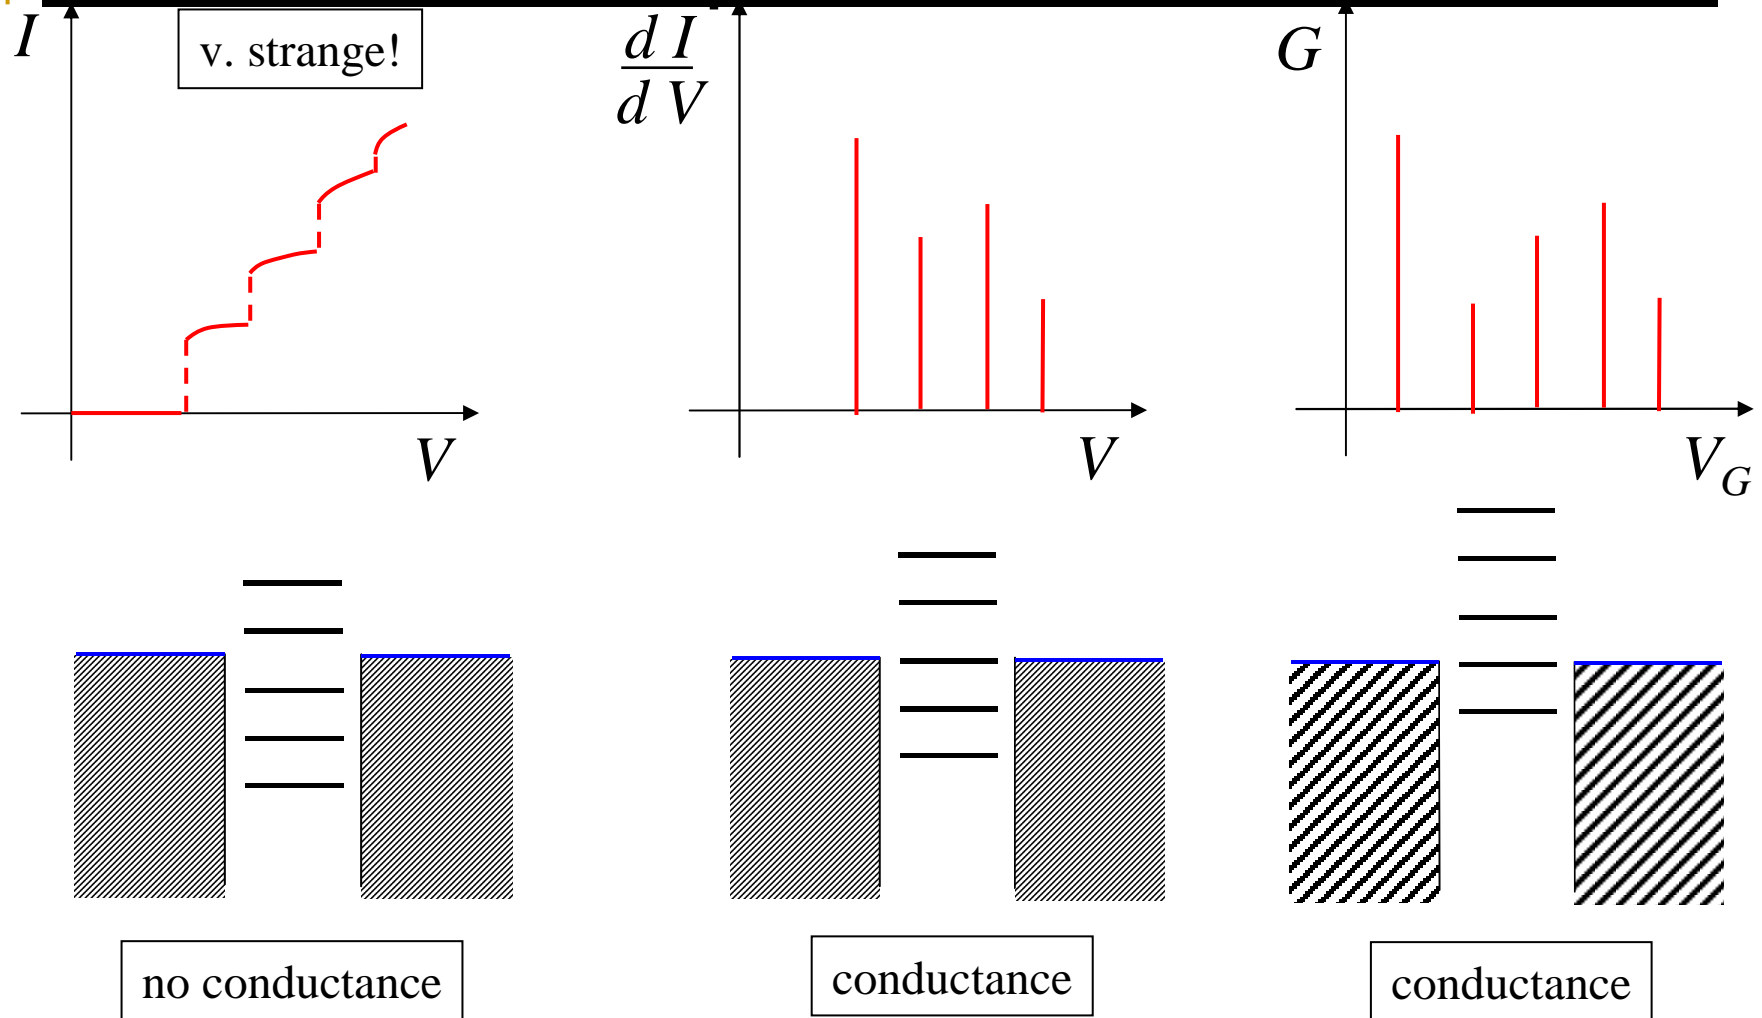 I
v. strange!
d I
d V
G
V
V
V_G
no conductance
conductance
conductance